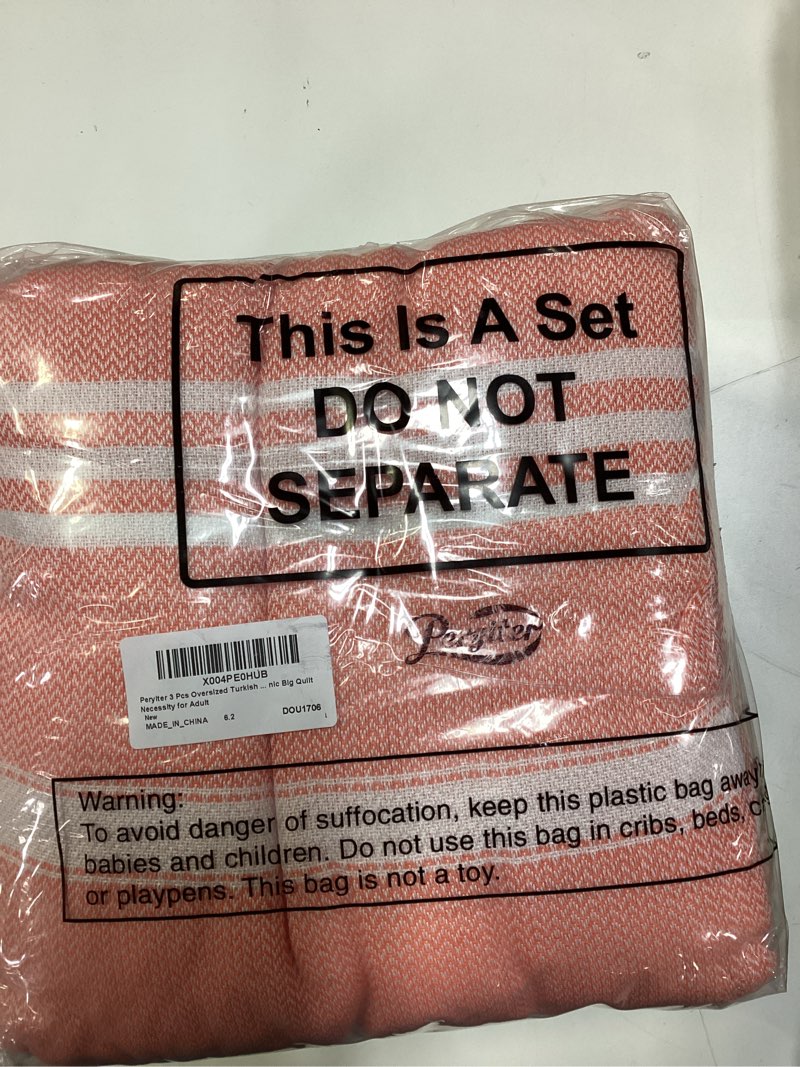 This Is A Set
DO NOT
SEPARATE
Peryiter
X004PE0HUB
Peryiter 3 Pcs Oversized Turkish ... nic Big Quilt
Necessity for Adult
New
MADE_IN_CHINA 6.2 DOU1706
Warning:
To avoid danger of suffocation, keep this plastic bag away
babies and children. Do not use this bag in cribs, beds,
or playpens. This bag is not a toy.